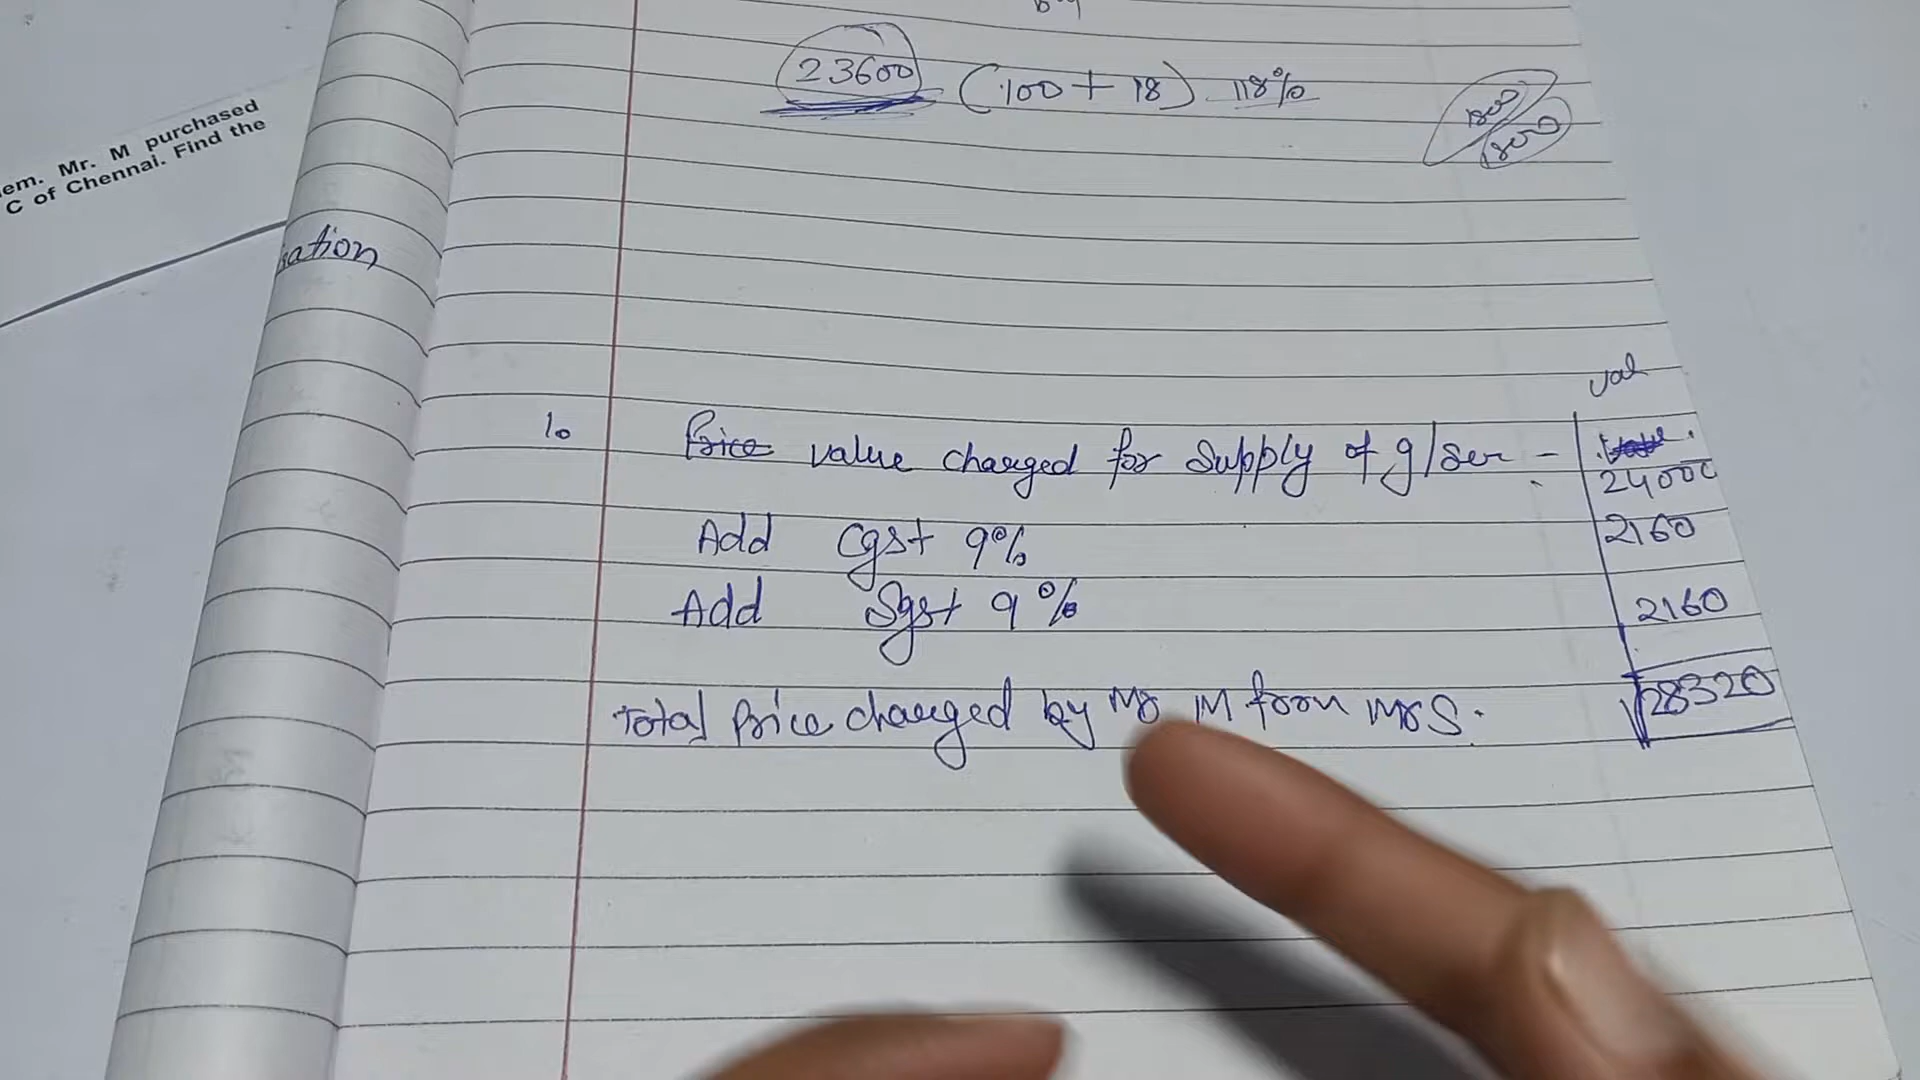 23600 (100 + 18) 118%
1800
1800
em. Mr. M purchased
C of Chennai. Find the
ation
val
1. Price value charged for Supply of g/ser - 24000
Add Cgst 9% 2160
Add Sgst 9% 2160
Total Price charged by Mr M from Mr S. 28320